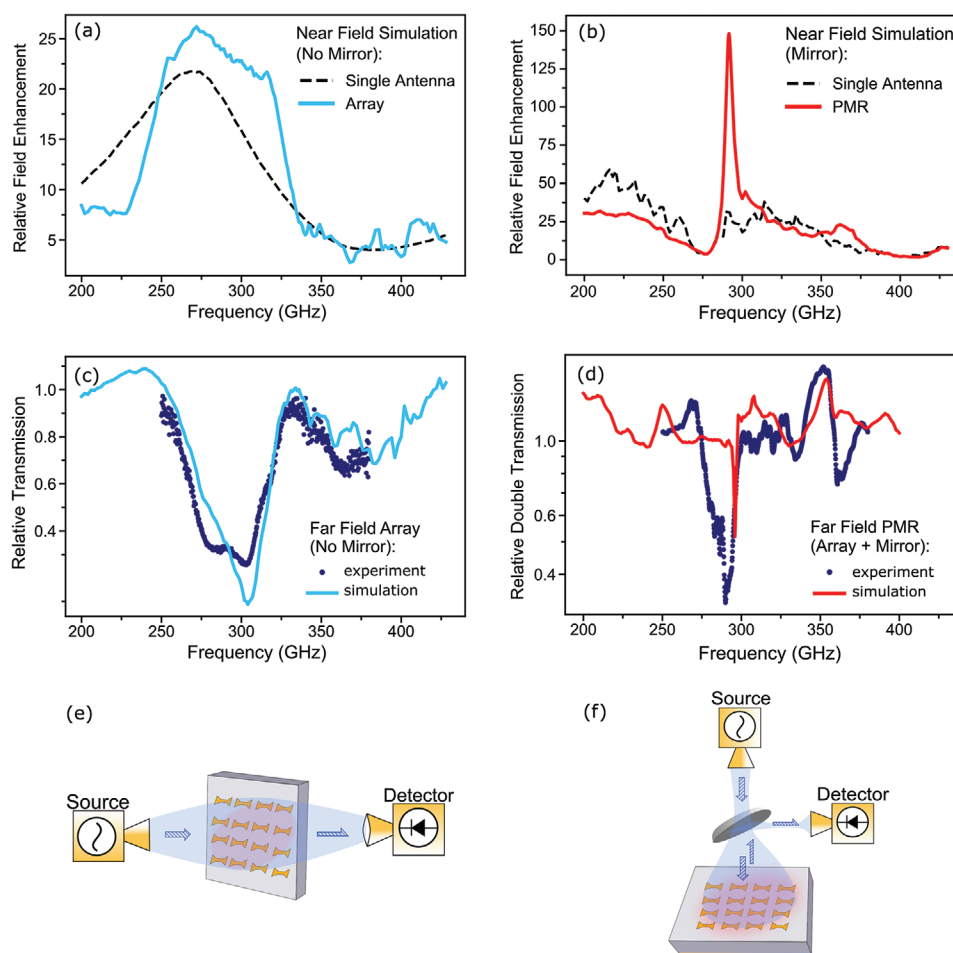 (a)
Near Field Simulation
(No Mirror):
Single Antenna
Array
Relative Field Enhancement
25
20
15
10
5
200
250
300
350
400
Frequency (GHz)
(b)
Near Field Simulation
(Mirror):
Single Antenna
PMR
Relative Field Enhancement
150
125
100
75
50
25
0
200
250
300
350
400
Frequency (GHz)
(c)
Far Field Array
(No Mirror):
experiment
simulation
Relative Transmission
1.0
0.8
0.6
0.4
200
250
300
350
400
Frequency (GHz)
(d)
Far Field PMR
(Array + Mirror):
experiment
simulation
Relative Double Transmission
1.0
0.6
0.4
200
250
300
350
400
Frequency (GHz)
(e)
Source
Detector
(f)
Source
Detector